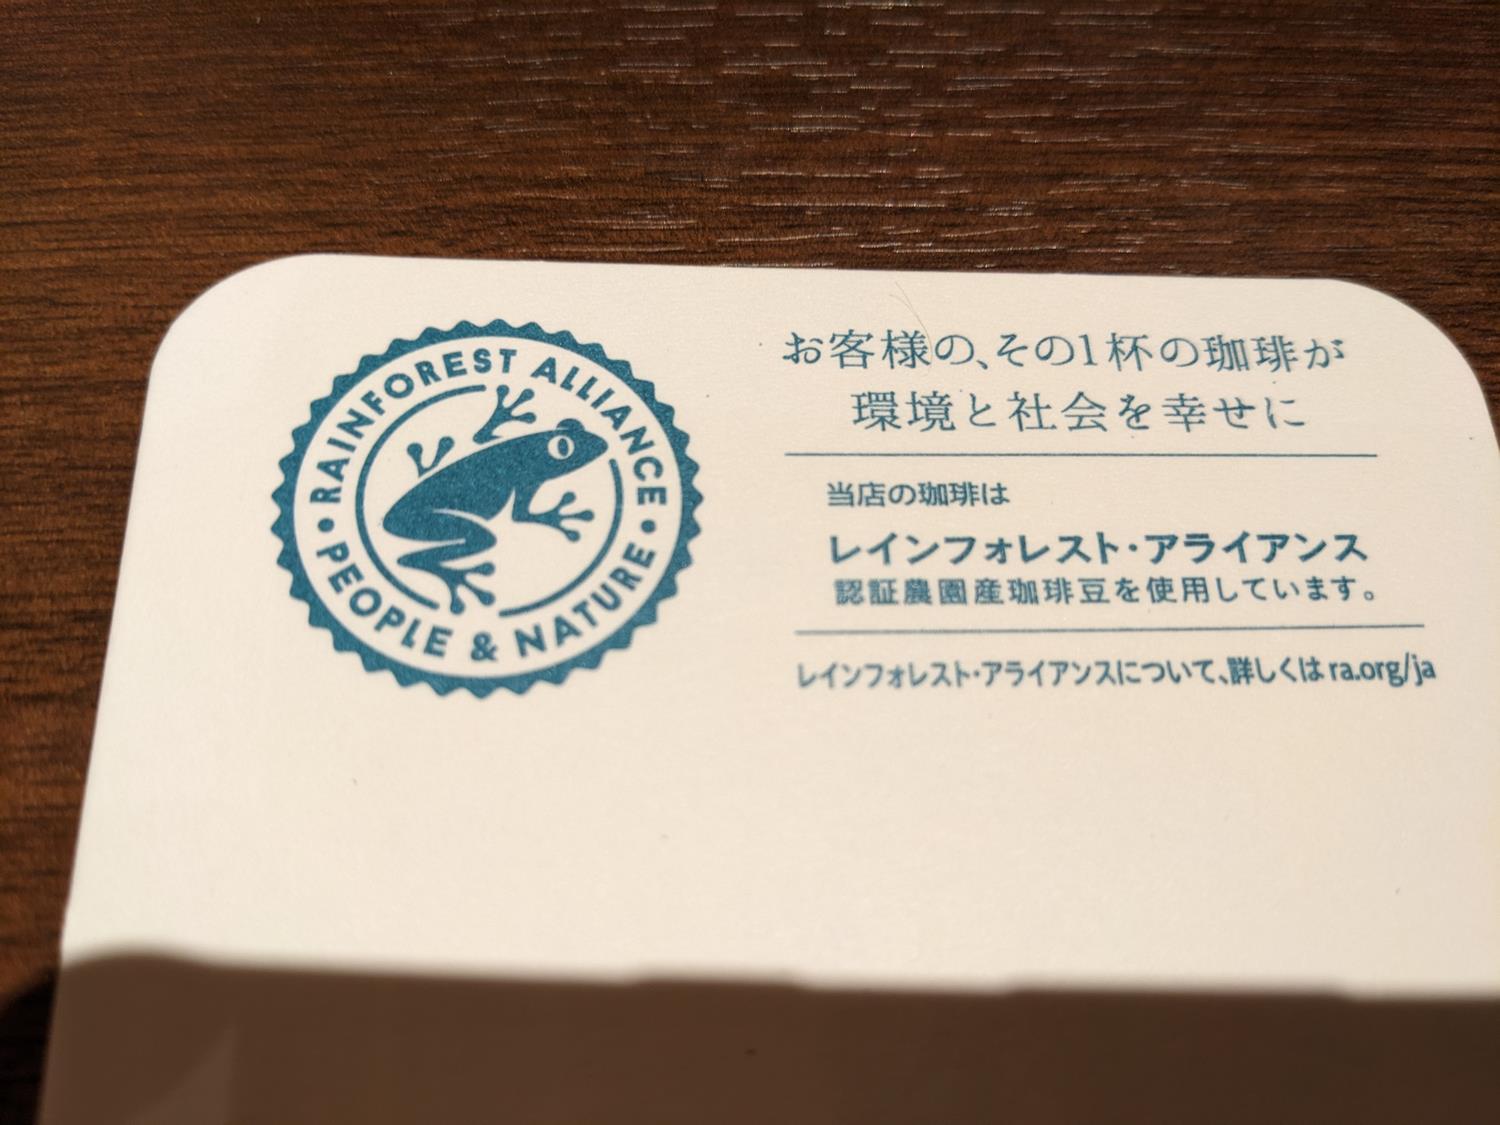 RAINFOREST ALLIANCE
PEOPLE & NATURE
お客様の、その1杯の珈琲が
環境と社会を幸せに
当店の珈琲は
レインフォレスト・アライアンス
認証農園産珈琲豆を使用しています。
レインフォレスト・アライアンスについて、詳しくは ra.org/ja